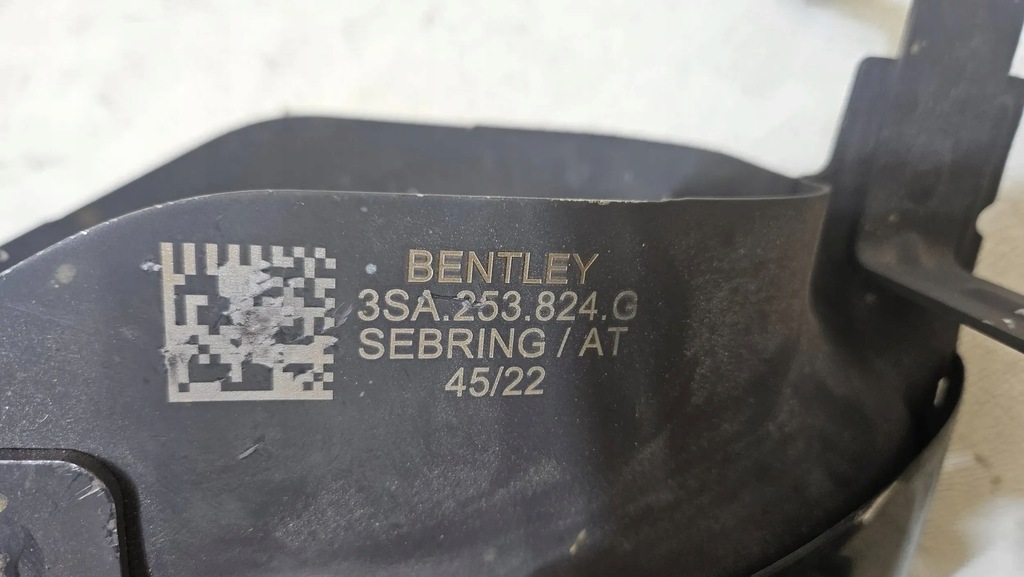 BENTLEY
3SA.253.824.G
SEBRING / AT
45/22